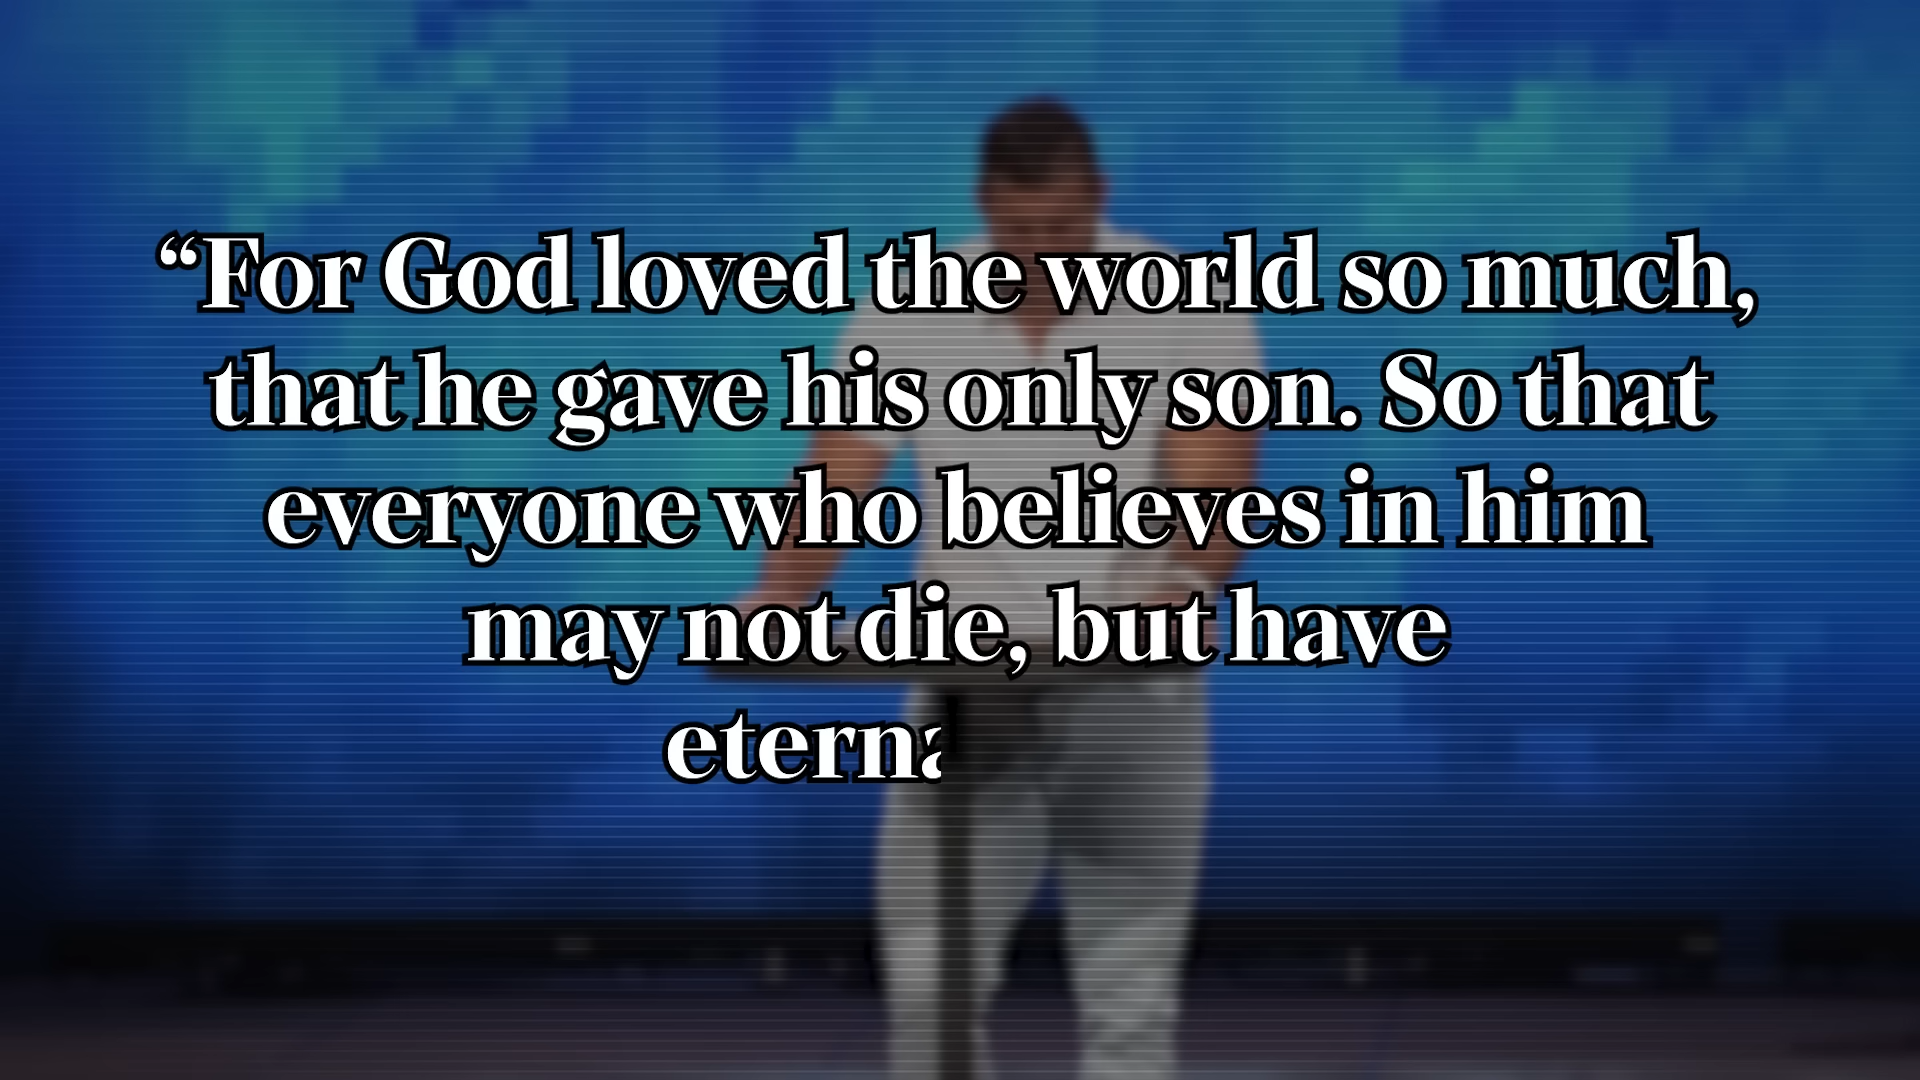 “For God loved the world so much,
that he gave his only son. So that
everyone who believes in him
may not die, but have
eterna